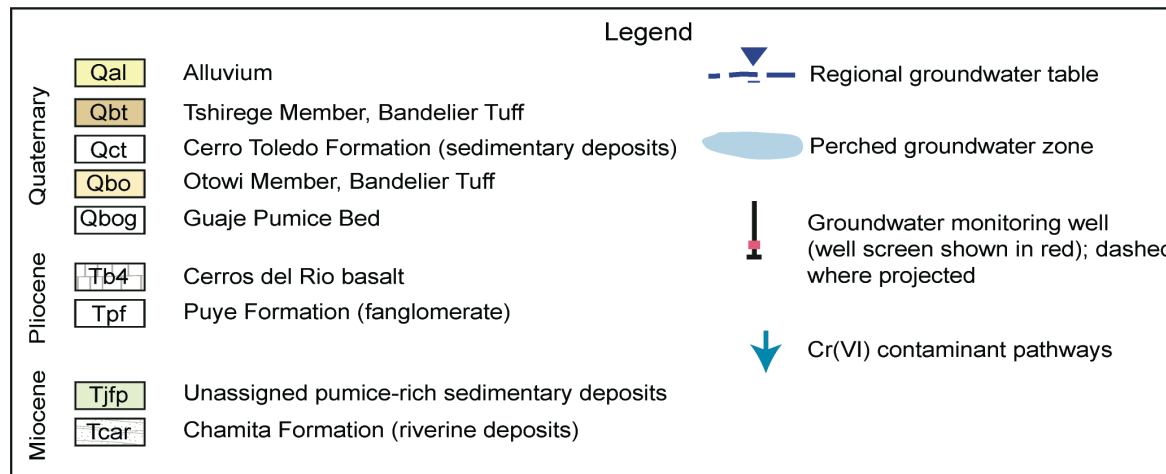 Legend
Quaternary
Qal Alluvium
Qbt Tshirege Member, Bandelier Tuff
Qct Cerro Toledo Formation (sedimentary deposits)
Qbo Otowi Member, Bandelier Tuff
Qbog Guaje Pumice Bed
Pliocene
Tb4 Cerros del Rio basalt
Tpf Puye Formation (fanglomerate)
Miocene
Tjfp Unassigned pumice-rich sedimentary deposits
Tcar Chamita Formation (riverine deposits)
Regional groundwater table
Perched groundwater zone
Groundwater monitoring well
(well screen shown in red); dashed
where projected
Cr(VI) contaminant pathways